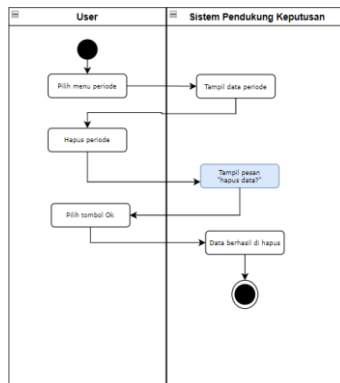 User
Sistem Pendukung Keputusan
Pilih menu periode
Tampil data periode
Hapus periode
Tampil pesan
"hapus data?"
Pilih tombol Ok
Data berhasil di hapus